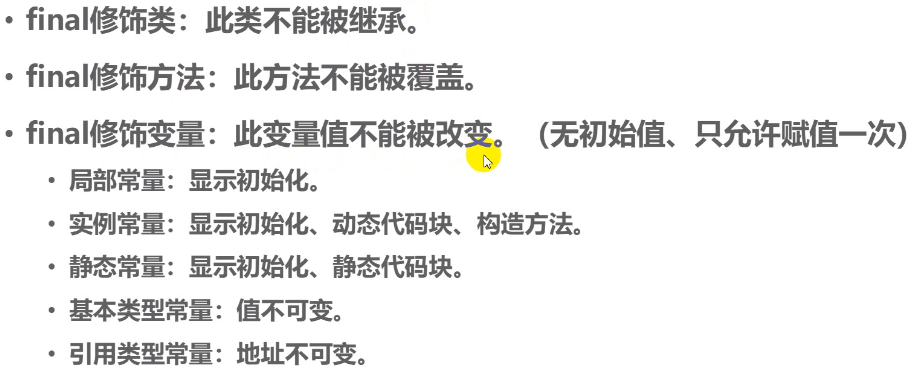 • final修饰类：此类不能被继承。
• final修饰方法：此方法不能被覆盖。
• final修饰变量：此变量值不能被改变。（无初始值、只允许赋值一次）
• 局部常量：显示初始化。
• 实例常量：显示初始化、动态代码块、构造方法。
• 静态常量：显示初始化、静态代码块。
• 基本类型常量：值不可变。
• 引用类型常量：地址不可变。